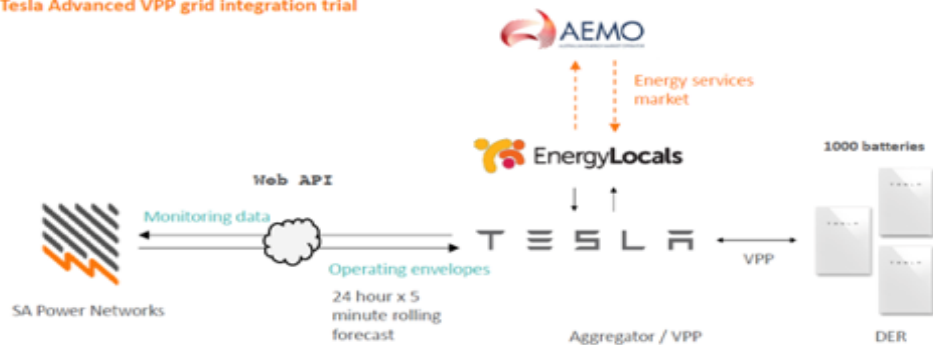 Tesla Advanced VPP grid integration trial
AEMO
Energy services
market
EnergyLocals
1000 batteries
Web API
Monitoring data
TESLA
VPP
Operating envelopes
24 hour x 5
minute rolling
forecast
SA Power Networks
Aggregator / VPP
DER